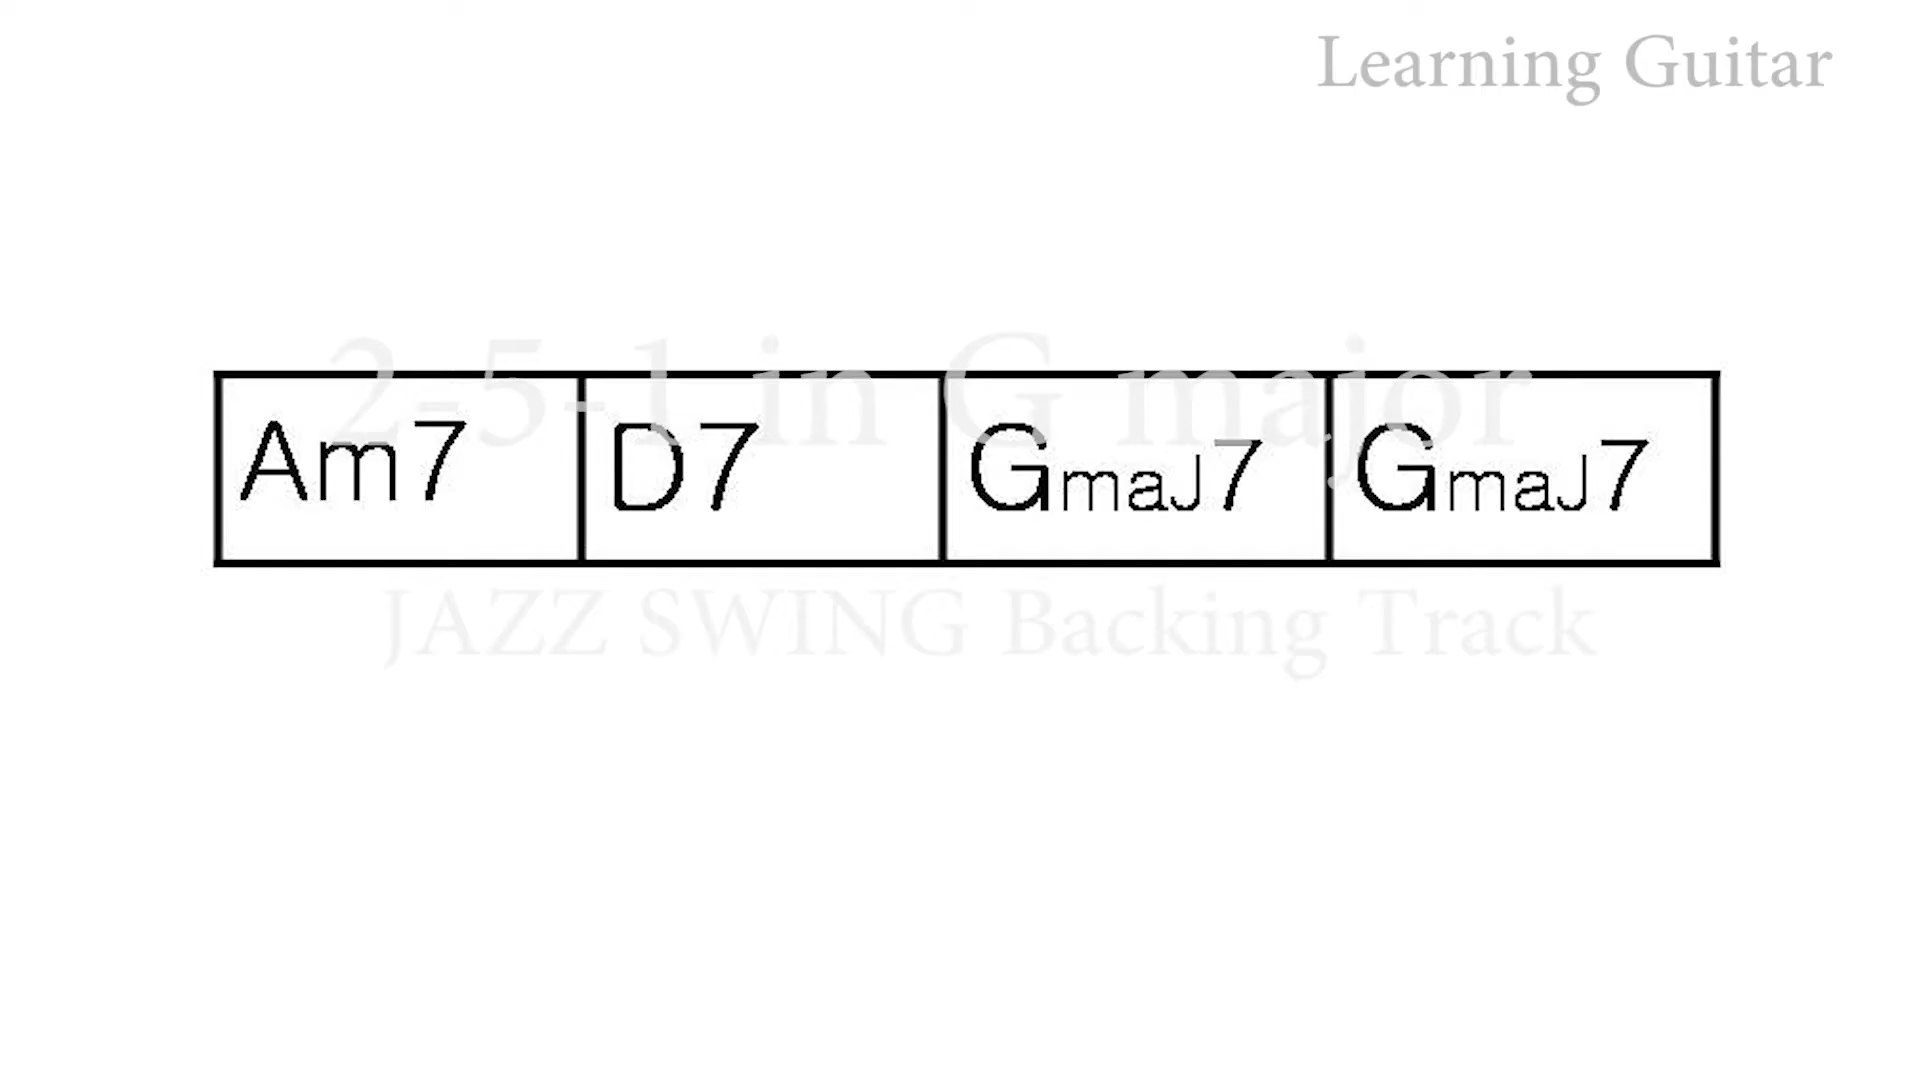 Learning Guitar
2-5-1 in G major
Am7 D7 GmaJ7 GmaJ7
JAZZ SWING Backing Track